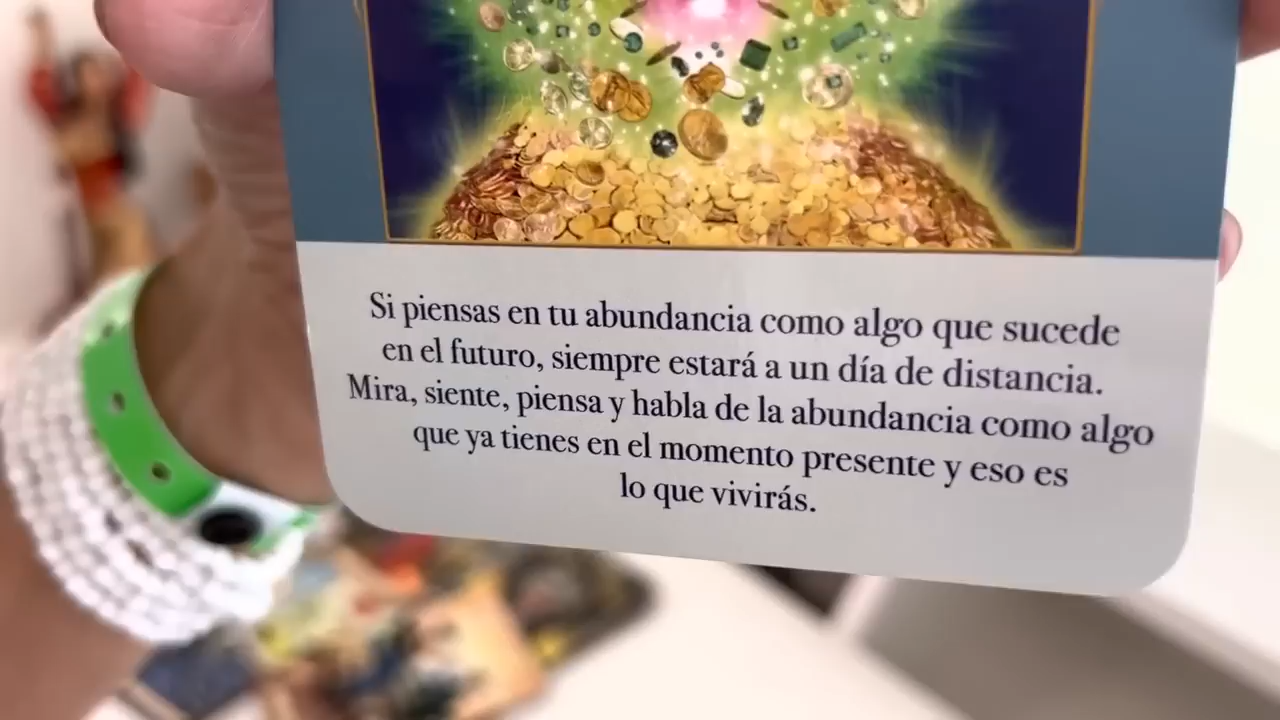 Si piensas en tu abundancia como algo que sucede
en el futuro, siempre estará a un día de distancia.
Mira, siente, piensa y habla de la abundancia como algo
que ya tienes en el momento presente y eso es
lo que vivirás.